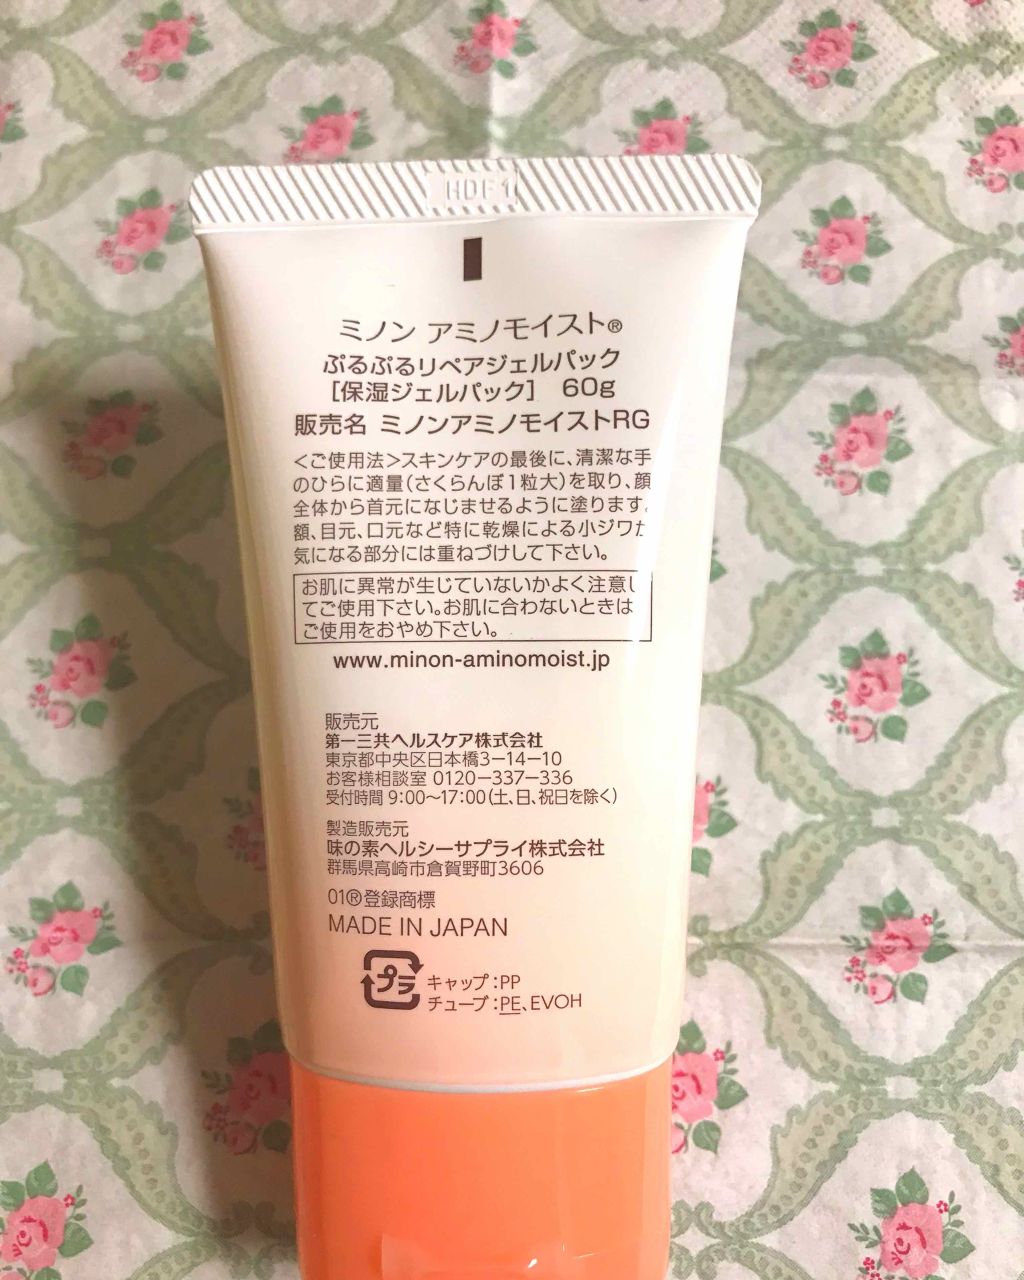 HDF1
ミノン アミノモイスト®
ぷるぷるリペアジェルパック
[保湿ジェルパック] 60g
販売名 ミノンアミノモイストRG
<ご使用法>スキンケアの最後に、清潔な手
のひらに適量(さくらんぼ1粒大)を取り、顔
全体から首元になじませるように塗ります。
額、目元、口元など特に乾燥による小ジワが
気になる部分には重ねづけして下さい。
お肌に異常が生じていないかよく注意し
てご使用下さい。お肌に合わないときは
ご使用をおやめ下さい。
www.minon-aminomoist.jp
販売元
第一三共ヘルスケア株式会社
東京都中央区日本橋3-14-10
お客様相談室 0120-337-336
受付時間 9:00~17:00(土、日、祝日を除く)
製造販売元
味の素ヘルシーサプライ株式会社
群馬県高崎市倉賀野町3606
01®登録商標
MADE IN JAPAN
プラ
キャップ:PP
チューブ:PE、EVOH